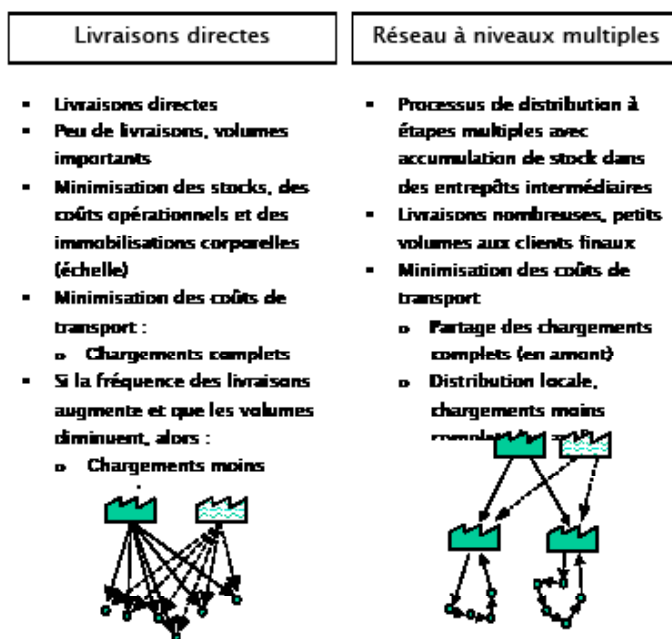 Livraisons directes
Réseau à niveaux multiples
▪ Livraisons directes
▪ Peu de livraisons, volumes
importants
▪ Minimisation des stocks, des
coûts opérationnels et des
immobilisations corporelles
(échelle)
▪ Minimisation des coûts de
transport :
o Chargements complets
▪ Si la fréquence des livraisons
augmente et que les volumes
diminuent, alors :
o Chargements moins
▪ Processus de distribution à
étapes multiples avec
accumulation de stock dans
des entrepôts intermédiaires
▪ Livraisons nombreuses, petits
volumes aux clients finaux
▪ Minimisation des coûts de
transport
o Partage des chargements
complets (en amont)
o Distribution locale,
chargements moins